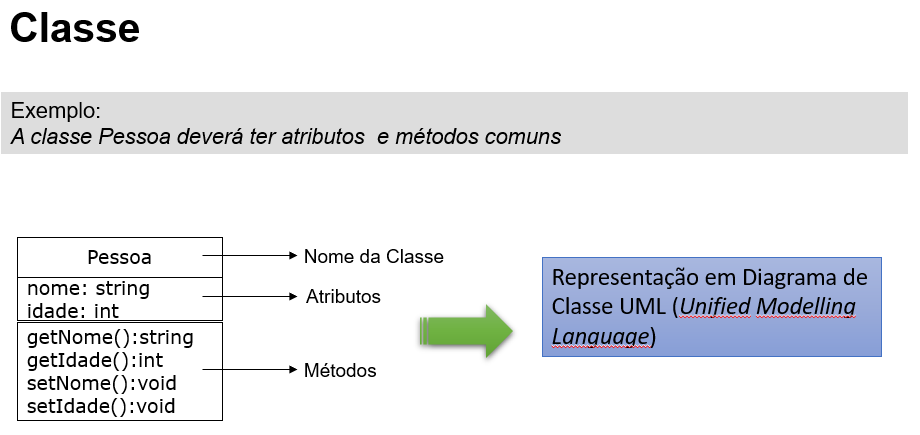 Classe
Exemplo:
A classe Pessoa deverá ter atributos e métodos comuns
Pessoa
Nome da Classe
nome: string
idade: int
Atributos
getNome():string
getIdade():int
setNome():void
setIdade():void
Métodos
Representação em Diagrama de
Classe UML (Unified Modelling
Language)